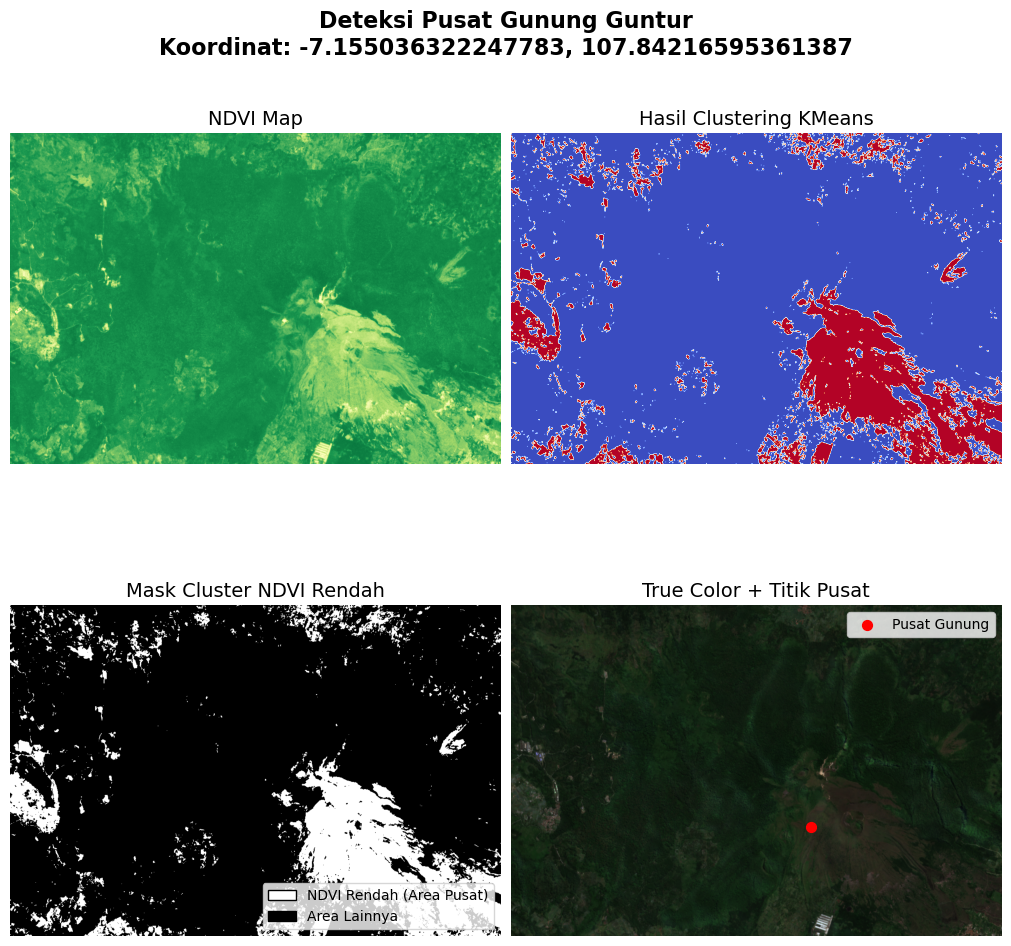 Deteksi Pusat Gunung Guntur
Koordinat: -7.155036322247783, 107.84216595361387
NDVI Map
Hasil Clustering KMeans
Mask Cluster NDVI Rendah
NDVI Rendah (Area Pusat)
Area Lainnya
True Color + Titik Pusat
Pusat Gunung